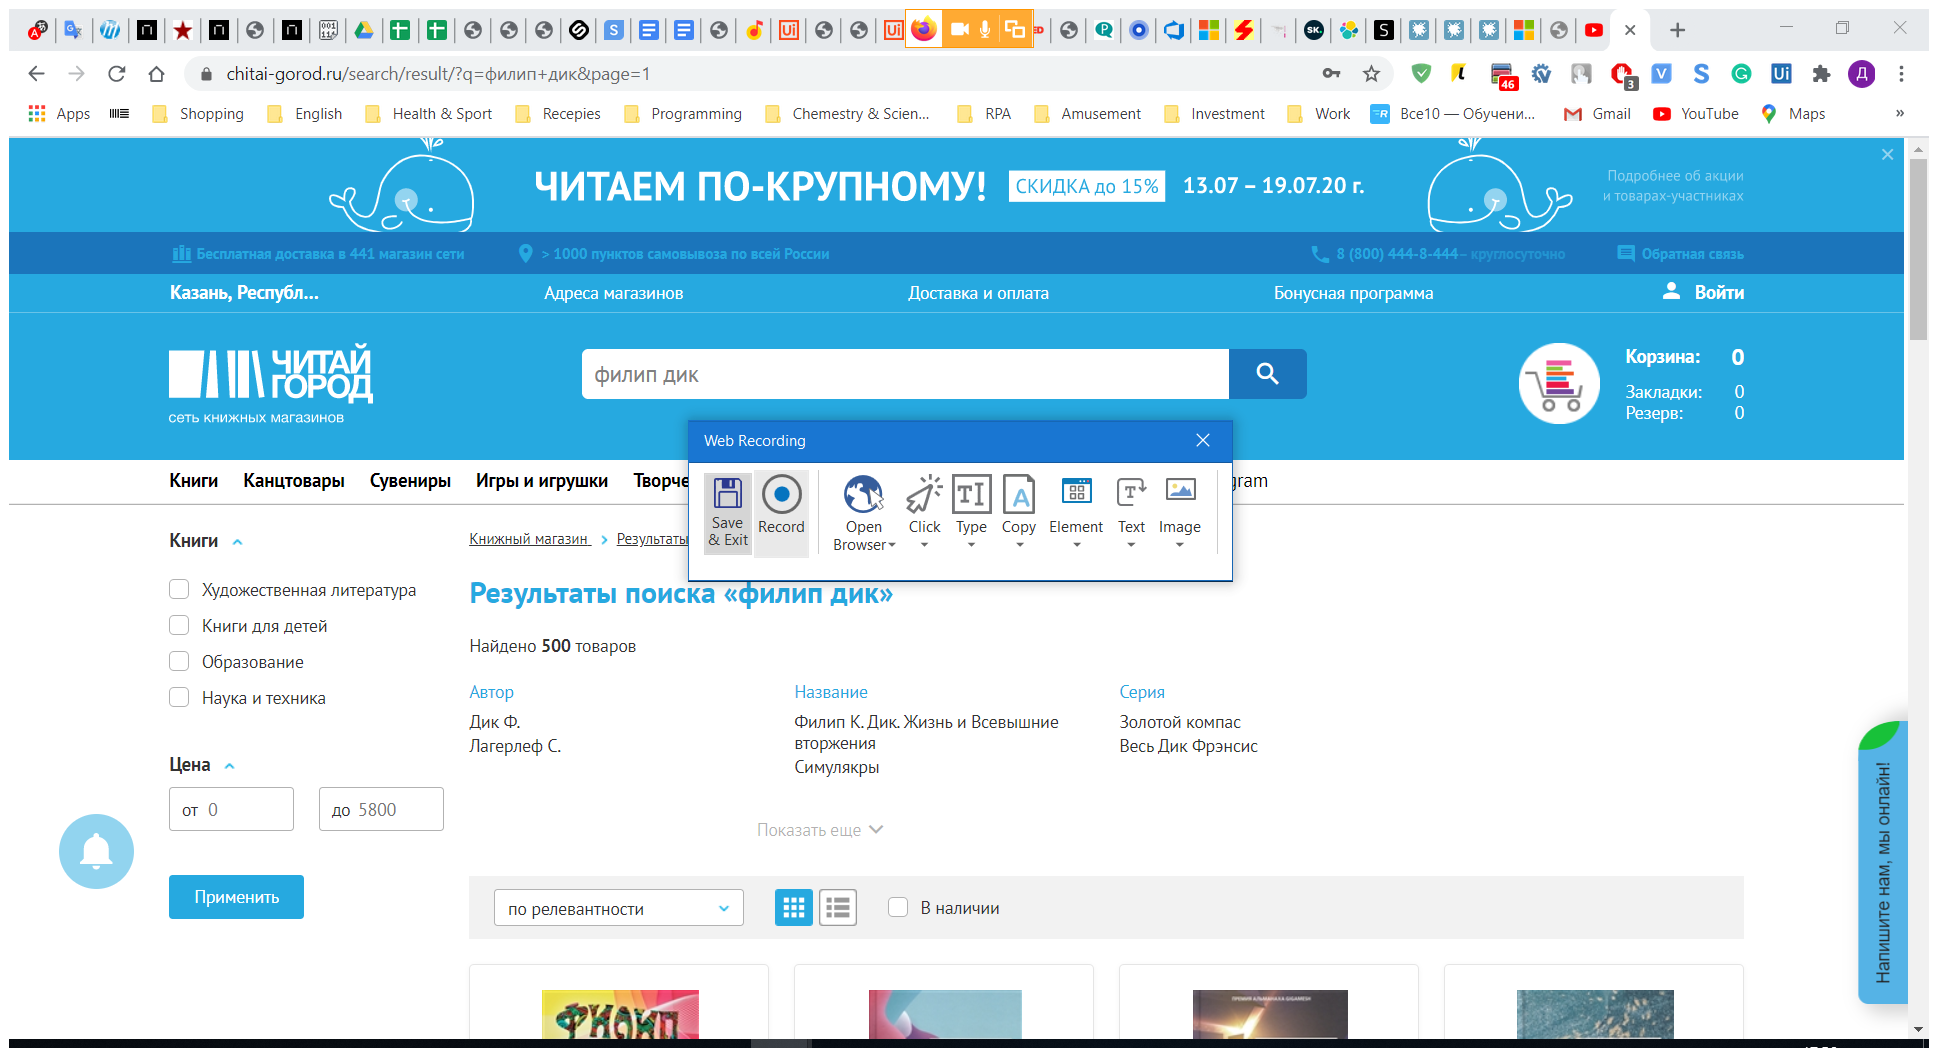 chitai-gorod.ru/search/result/?q=филип+дик&page=1
46
3
Д
Apps
Shopping
English
Health & Sport
Recepies
Programming
Chemestry & Scien...
RPA
Amusement
Investment
Work
Все10 — Обучени...
Gmail
YouTube
Maps
»
ЧИТАЕМ ПО-КРУПНОМУ!
СКИДКА до 15%
13.07 – 19.07.20 г.
Подробнее об акции
и товарах-участниках
Бесплатная доставка в 441 магазин сети
> 1000 пунктов самовывоза по всей России
8 (800) 444-8-444 – круглосуточно
Обратная связь
Казань, Республ...
Адреса магазинов
Доставка и оплата
Бонусная программа
Войти
ЧИТАЙ
ГОРОД
сеть книжных магазинов
филип дик
Корзина: 0
Закладки: 0
Резерв: 0
Web Recording
Save
& Exit
Record
Open
Browser
Click
Type
Copy
Element
Text
Image
Книги
Канцтовары
Сувениры
Игры и игрушки
Творче
gram
Книги
Художественная литература
Книги для детей
Образование
Наука и техника
Цена
от 0
до 5800
Применить
Книжный магазин
Результаты
Результаты поиска «филип дик»
Найдено 500 товаров
Автор
Дик Ф.
Лагерлеф С.
Название
Филип К. Дик. Жизнь и Всевышние
вторжения
Симулякры
Серия
Золотой компас
Весь Дик Фрэнсис
Показать еще
по релевантности
В наличии
Напишите нам, мы онлайн!
ПРЕМИЯ АЛЬМАНАХА GIGAMESH